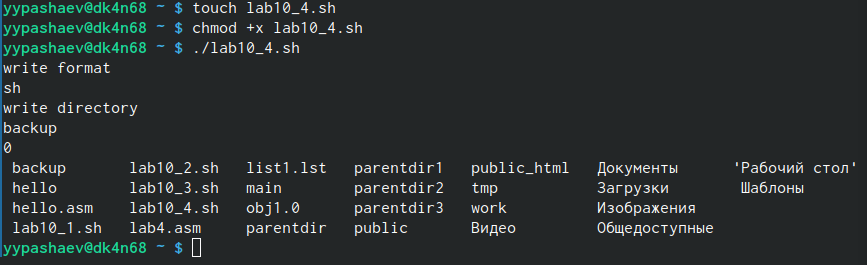 yypashaev@dk4n68 ~ $ touch lab10_4.sh
yypashaev@dk4n68 ~ $ chmod +x lab10_4.sh
yypashaev@dk4n68 ~ $ ./lab10_4.sh
write format
sh
write directory
backup
0
backup lab10_2.sh list1.lst parentdir1 public_html Документы 'Рабочий стол'
hello lab10_3.sh main parentdir2 tmp Загрузки Шаблоны
hello.asm lab10_4.sh obj1.0 parentdir3 work Изображения
lab10_1.sh lab4.asm parentdir public Видео Общедоступные
yypashaev@dk4n68 ~ $